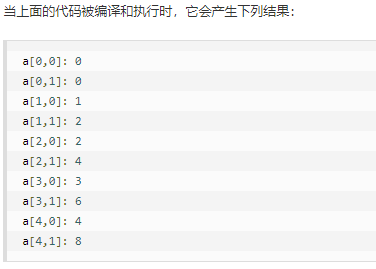 当上面的代码被编译和执行时，它会产生下列结果：
a[0,0]: 0
a[0,1]: 0
a[1,0]: 1
a[1,1]: 2
a[2,0]: 2
a[2,1]: 4
a[3,0]: 3
a[3,1]: 6
a[4,0]: 4
a[4,1]: 8